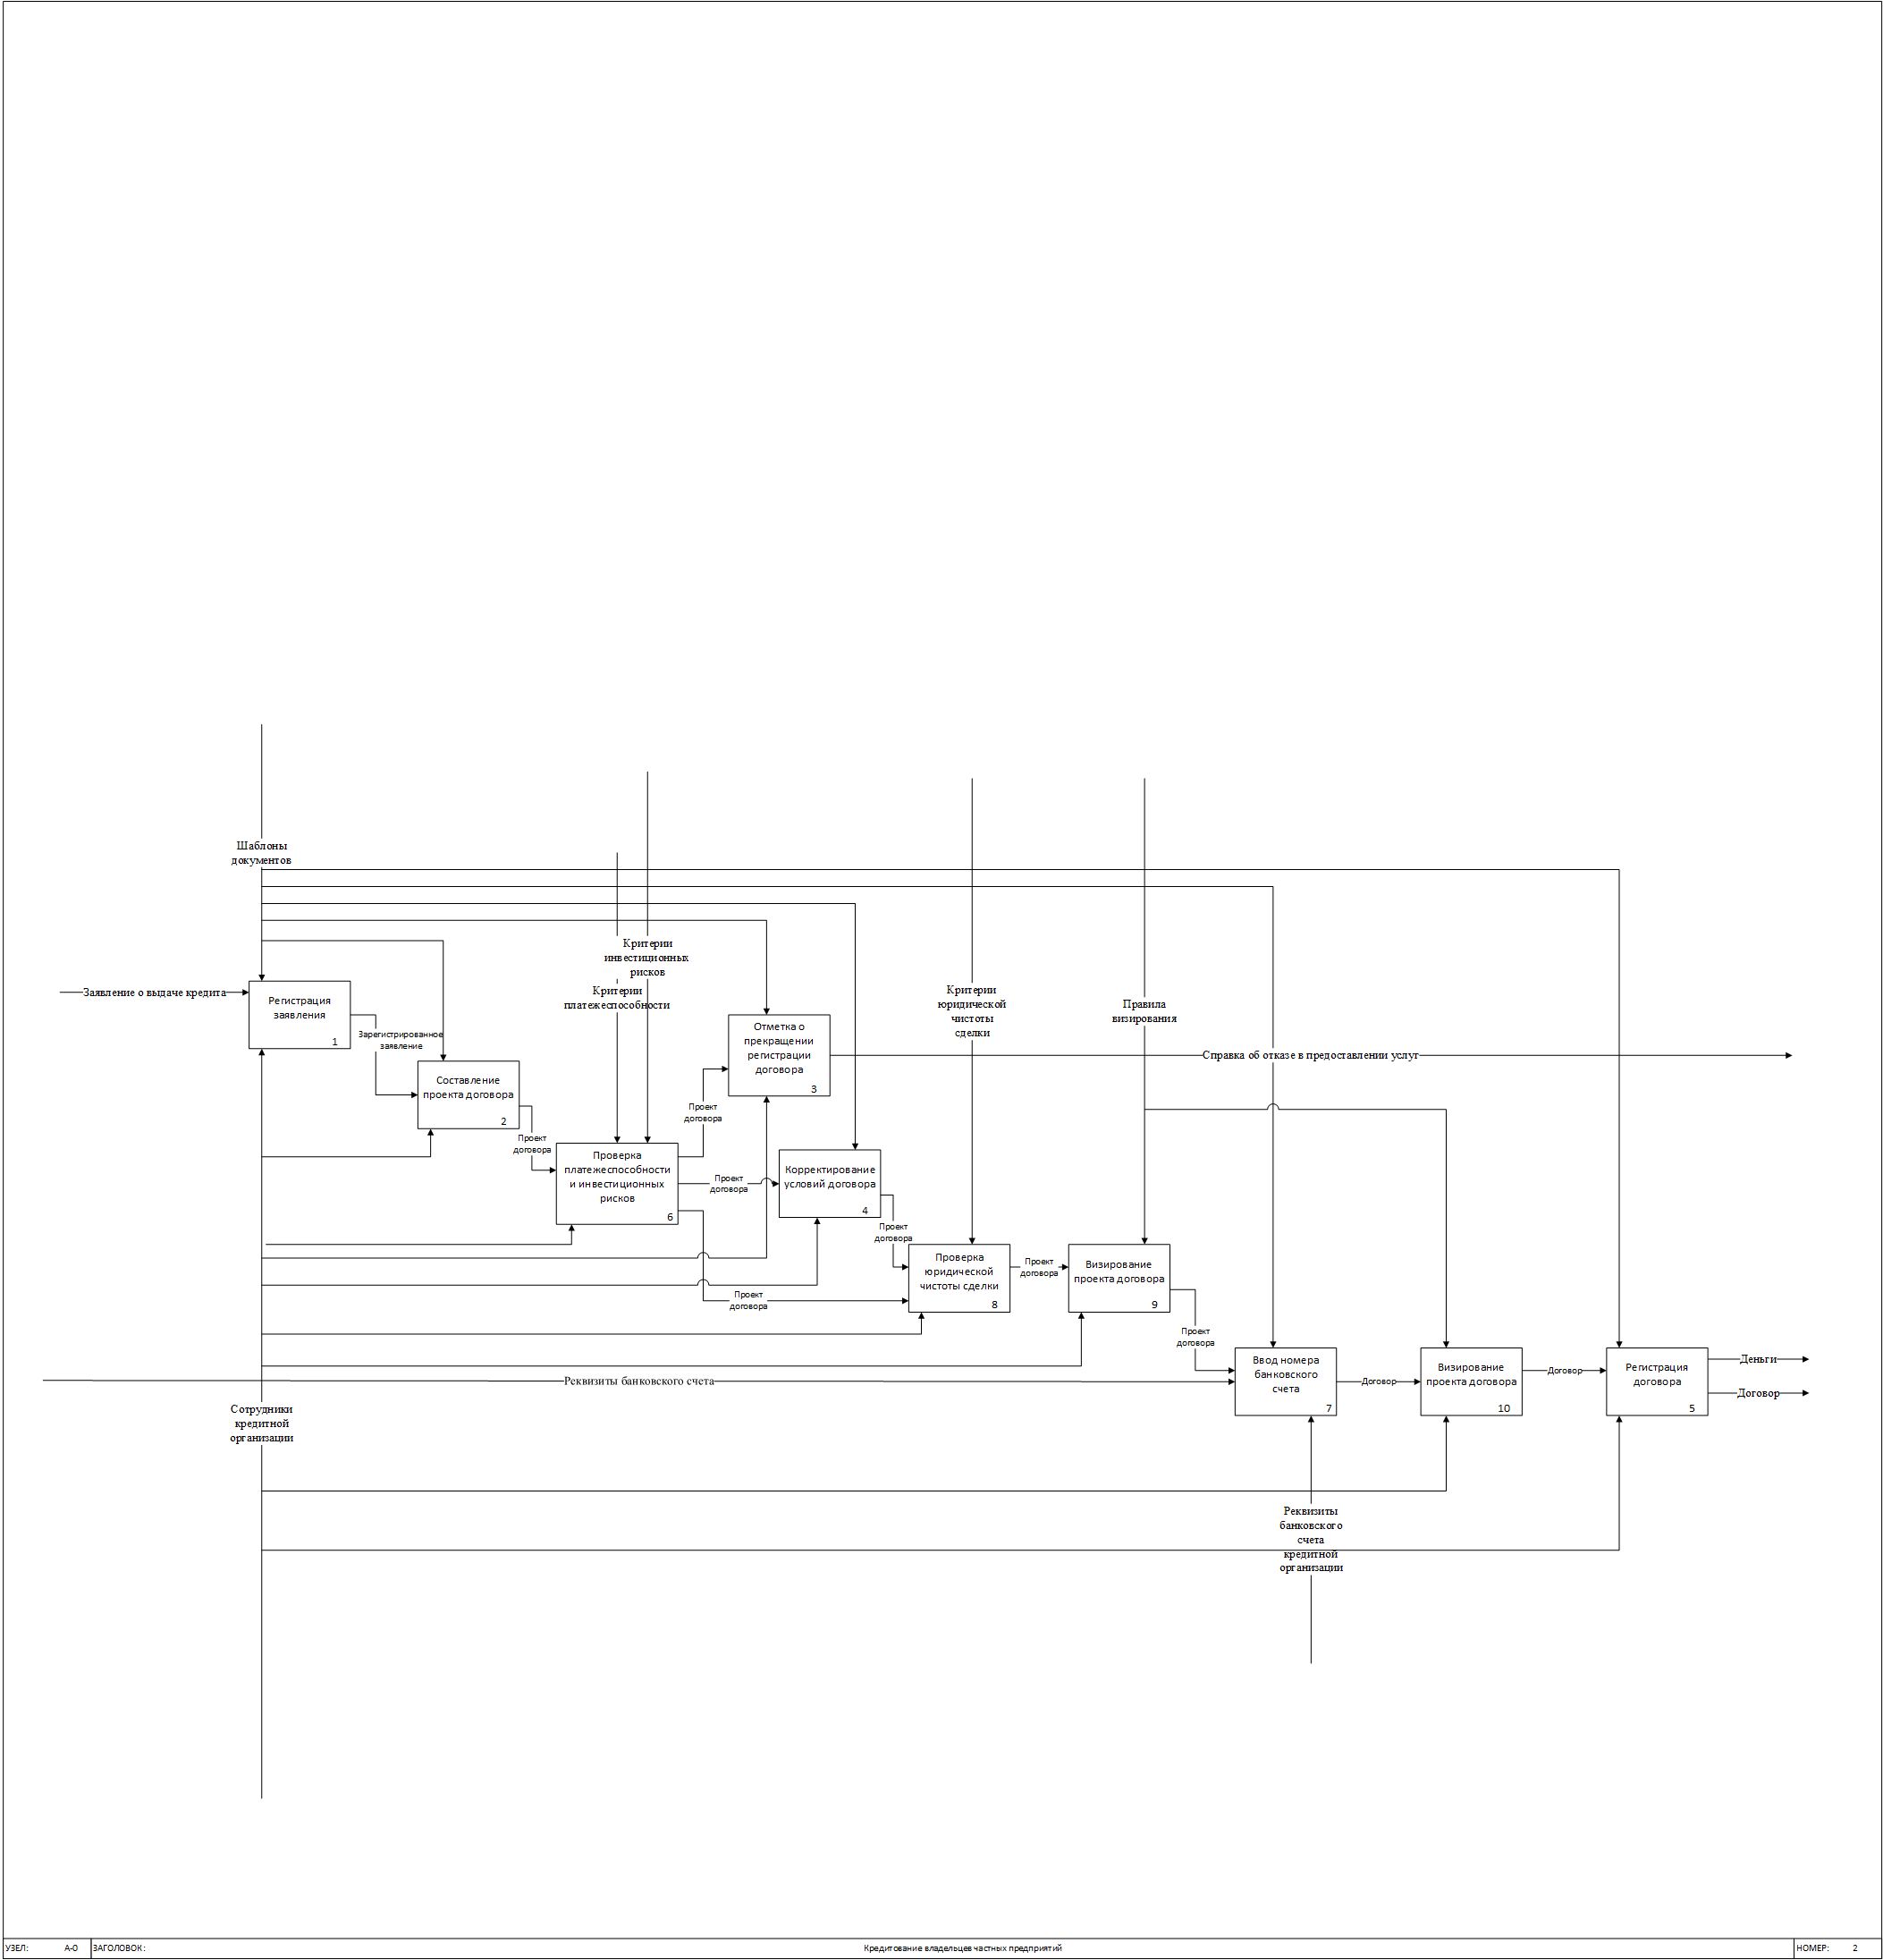 Шаблоны
документов
Критерии
инвестиционных
рисков
Критерии
платежеспособности
Критерии
юридической
чистоты
сделки
Правила
визирования
Заявление о выдаче кредита
Регистрация
заявления
1
Зарегистрированное
заявление
Составление
проекта договора
2
Проект
договора
Проверка
платежеспособности
и инвестиционных
рисков
6
Проект
договора
Отметка о
прекращении
регистрации
договора
3
Справка об отказе в предоставлении услуг
Проект
договора
Корректирование
условий договора
4
Проект
договора
Проект
договора
Проверка
юридической
чистоты сделки
8
Проект
договора
Визирование
проекта договора
9
Проект
договора
Реквизиты банковского счета
Ввод номера
банковского
счета
7
Договор
Визирование
проекта договора
10
Договор
Регистрация
договора
5
Деньги
Договор
Сотрудники
кредитной
организации
Реквизиты
банковского
счета
кредитной
организации
УЗЕЛ: А-0 ЗАГОЛОВОК: Кредитование владельцев частных предприятий НОМЕР: 2